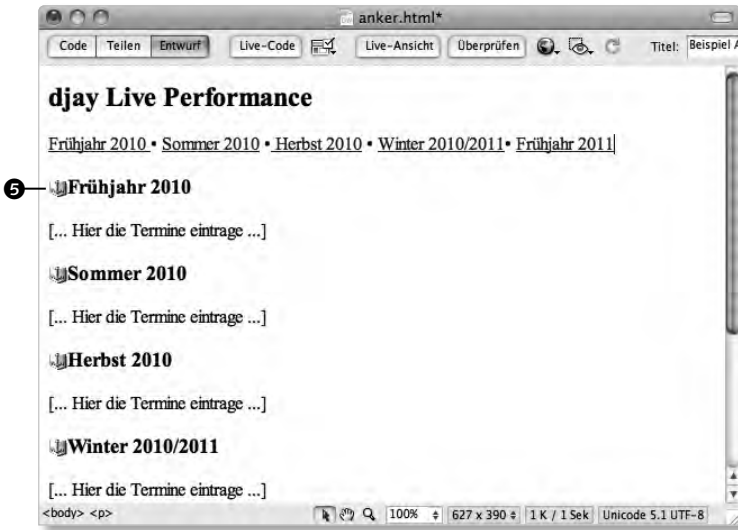 anker.html*
Code Teilen Entwurf Live-Code Live-Ansicht Überprüfen Titel: Beispiel A
djay Live Performance
Frühjahr 2010 • Sommer 2010 • Herbst 2010 • Winter 2010/2011• Frühjahr 2011
5 Frühjahr 2010
[... Hier die Termine eintrage ...]
Sommer 2010
[... Hier die Termine eintrage ...]
Herbst 2010
[... Hier die Termine eintrage ...]
Winter 2010/2011
[... Hier die Termine eintrage ...]
<body> <p> 100% 627 x 390 1 K / 1 Sek Unicode 5.1 UTF-8